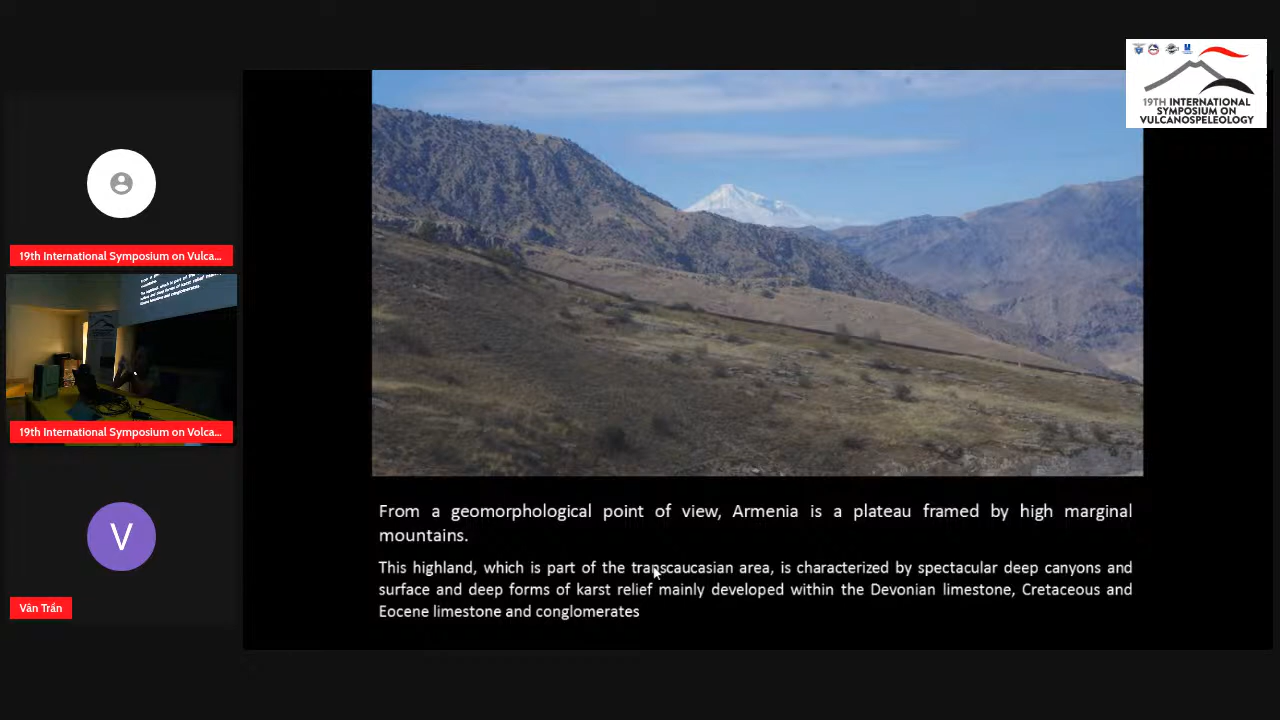 19TH INTERNATIONAL
SYMPOSIUM ON
VULCANOSPELEOLOGY
19th International Symposium on Vulca...
19th International Symposium on Volca...
V
Vân Trần
From a geomorphological point of view, Armenia is a plateau framed by high marginal
mountains.
This highland, which is part of the transcaucasian area, is characterized by spectacular deep canyons and
surface and deep forms of karst relief mainly developed within the Devonian limestone, Cretaceous and
Eocene limestone and conglomerates